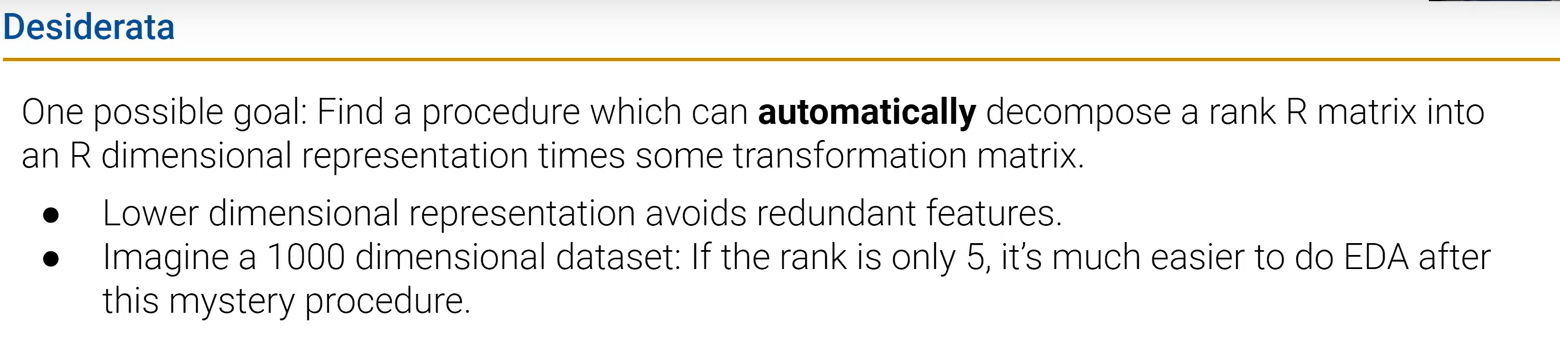 Desiderata
One possible goal: Find a procedure which can automatically decompose a rank R matrix into
an R dimensional representation times some transformation matrix.
● Lower dimensional representation avoids redundant features.
● Imagine a 1000 dimensional dataset: If the rank is only 5, it’s much easier to do EDA after
this mystery procedure.